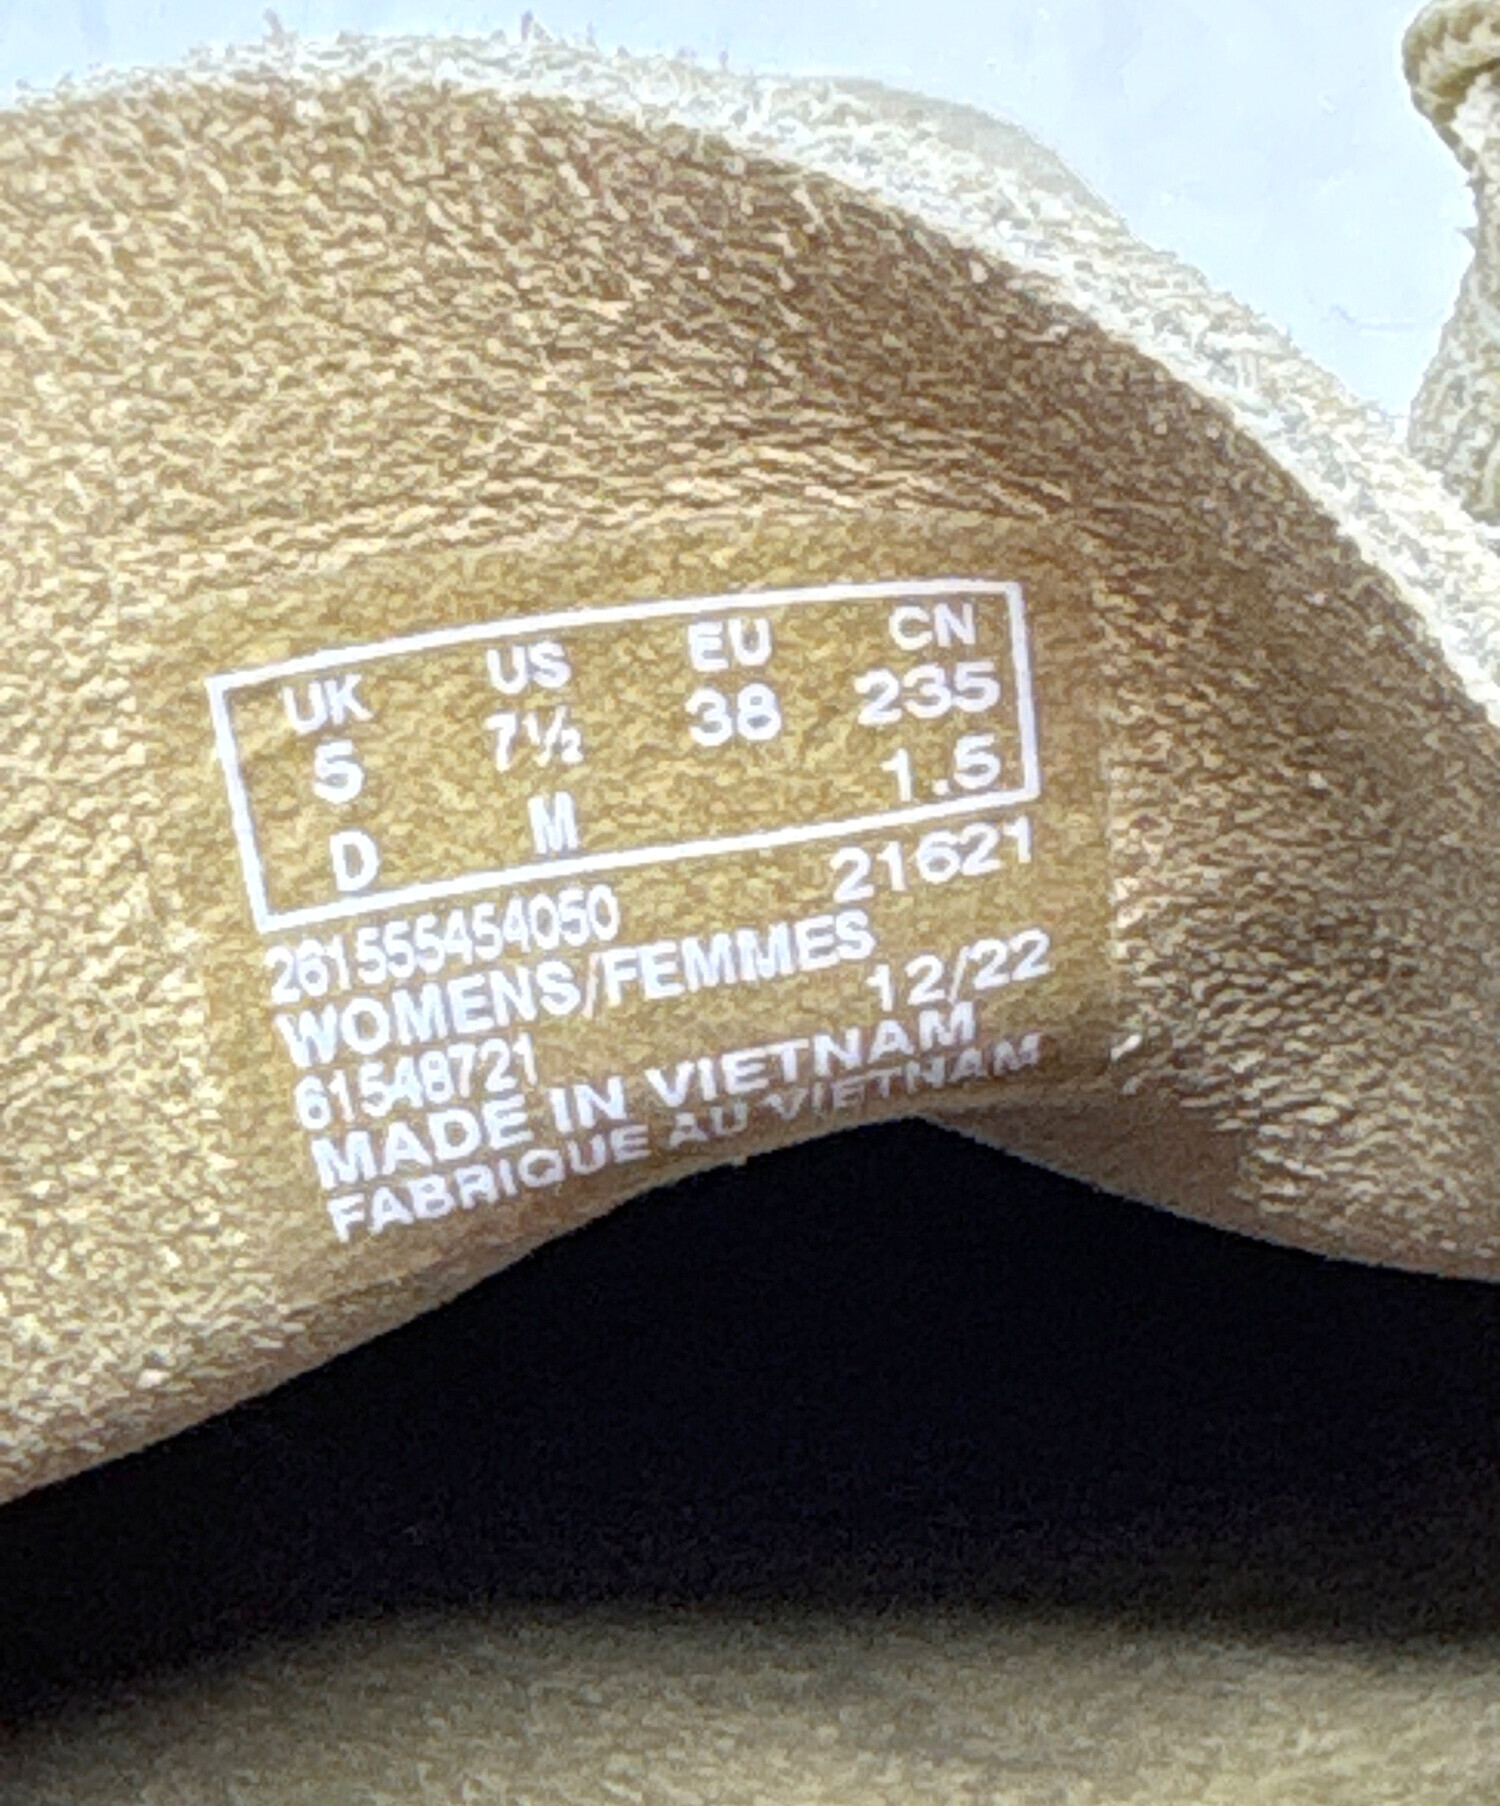 UK US EU CN
5 7½ 38 235
D M 1.5
261555454050 21621
WOMENS/FEMMES
61548721 12/22
MADE IN VIETNAM
FABRIQUE AU VIETNAM